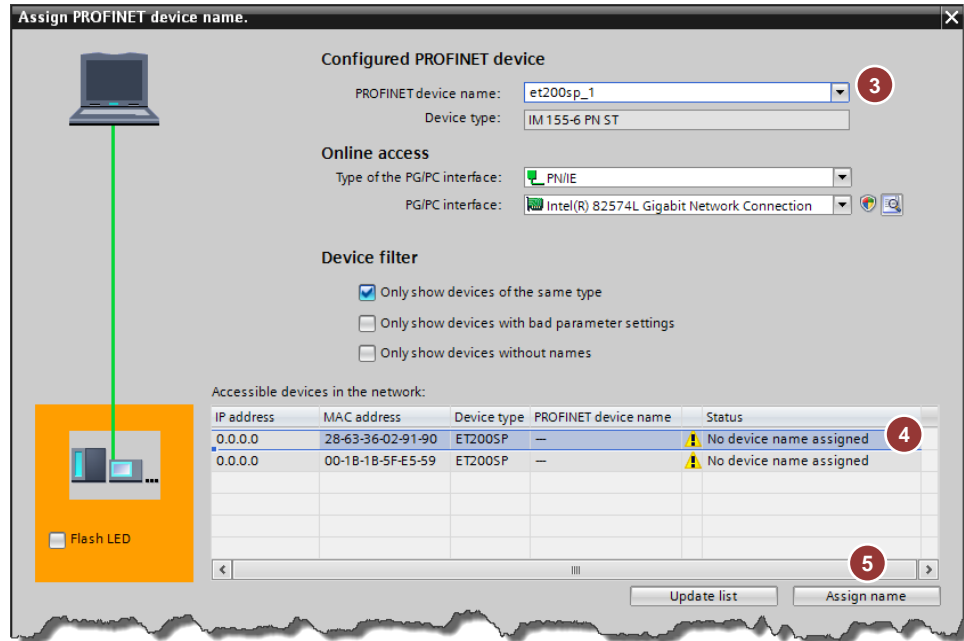 Assign PROFINET device name.
Configured PROFINET device
PROFINET device name: et200sp_1
3
Device type: IM 155-6 PN ST
Online access
Type of the PG/PC interface: PN/IE
PG/PC interface: Intel(R) 82574L Gigabit Network Connection
Device filter
Only show devices of the same type
Only show devices with bad parameter settings
Only show devices without names
Accessible devices in the network:
IP address MAC address Device type PROFINET device name Status
0.0.0.0 28-63-36-02-91-90 ET200SP — No device name assigned
4
0.0.0.0 00-1B-1B-5F-E5-59 ET200SP — No device name assigned
Flash LED
5
Update list Assign name